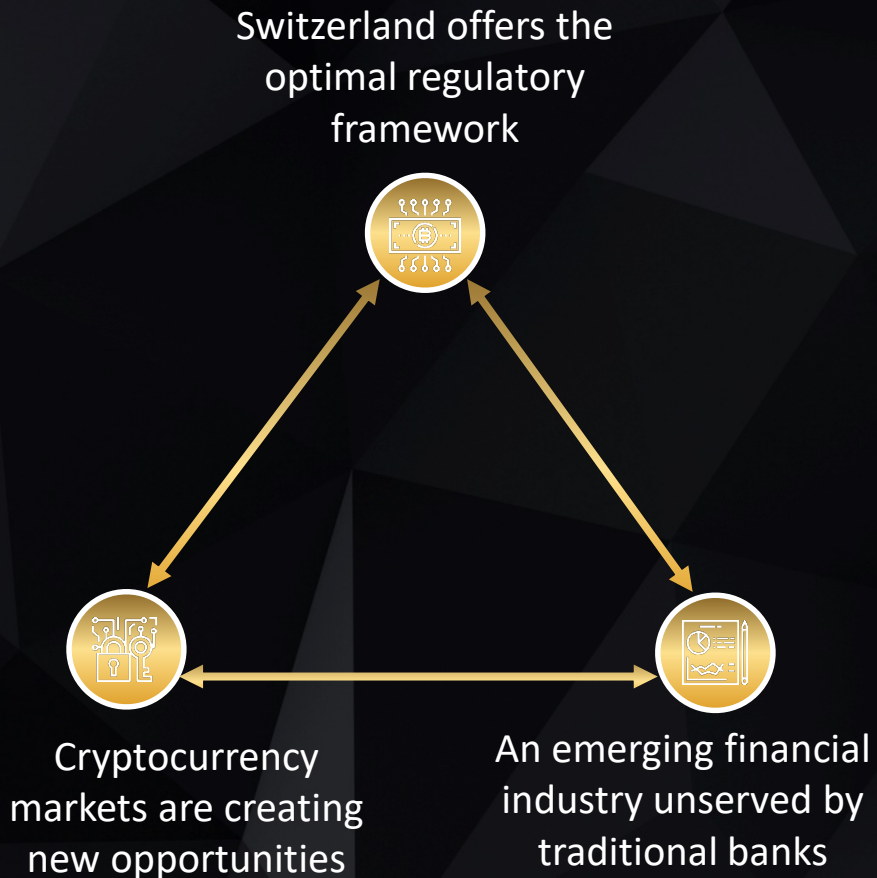 Switzerland offers the
optimal regulatory
framework
Cryptocurrency
markets are creating
new opportunities
An emerging financial
industry unserved by
traditional banks